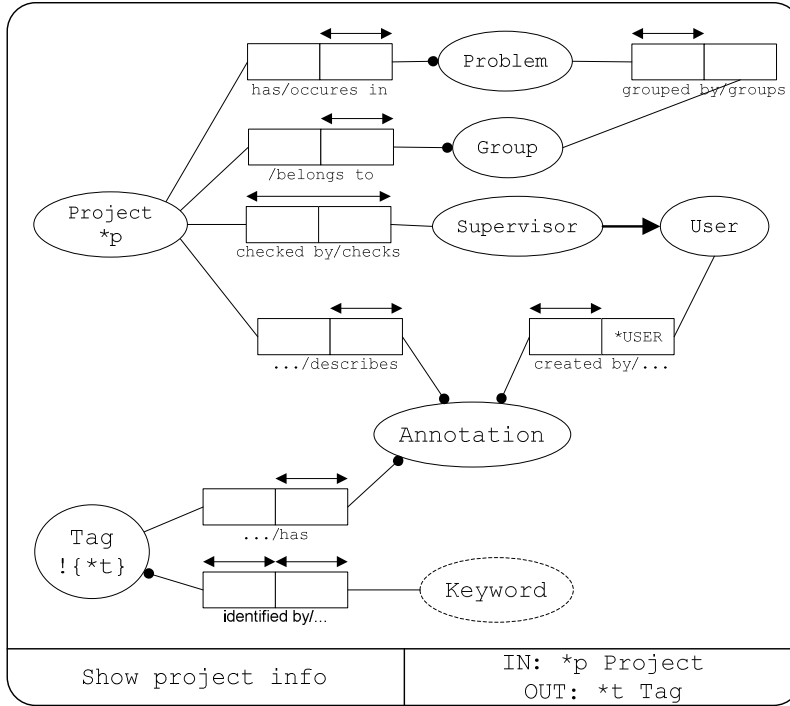 Problem
has/occures in
grouped by/groups
Group
/belongs to
Project
*p
Supervisor
User
checked by/checks
*USER
.../describes
created by/...
Annotation
.../has
Tag
!{*t}
Keyword
identified by/...
Show project info
IN: *p Project
OUT: *t Tag